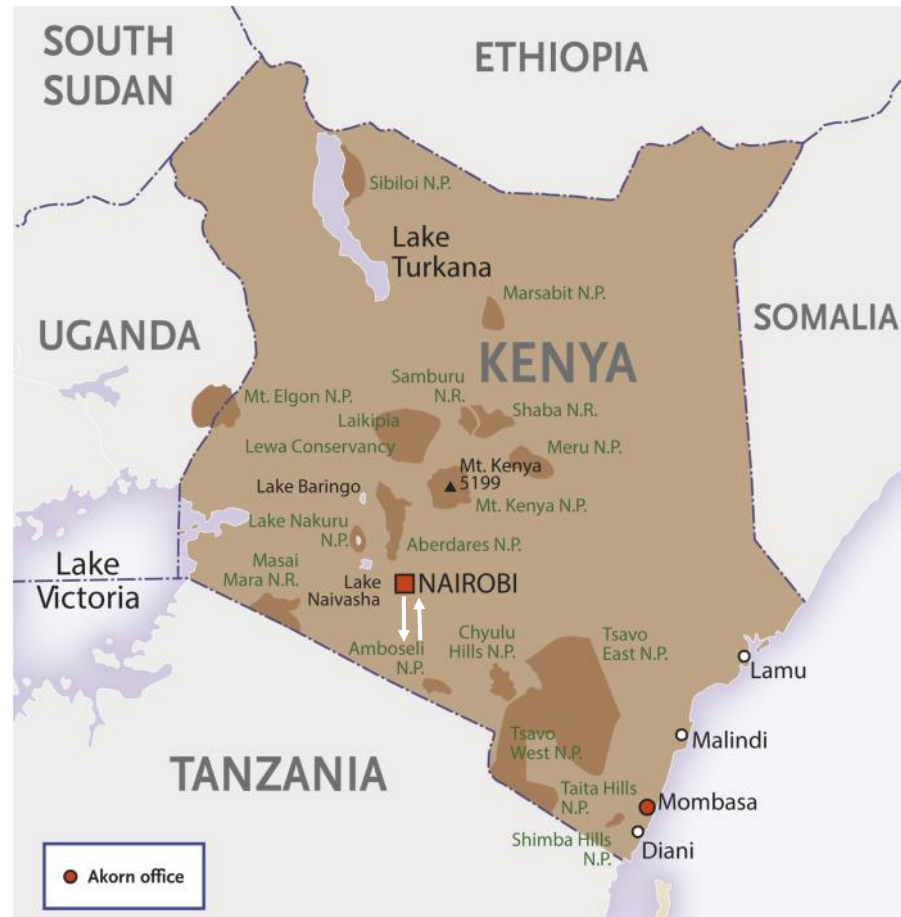 SOUTH
SUDAN
ETHIOPIA
Sibiloi N.P.
Lake
Turkana
Marsabit N.P.
UGANDA
SOMALIA
KENYA
Samburu
N.R.
Mt. Elgon N.P.
Laikipia
Shaba N.R.
Lewa Conservancy
Meru N.P.
Mt. Kenya
5199
Lake Baringo
Mt. Kenya N.P.
Lake Nakuru
N.P.
Aberdares N.P.
Lake
Victoria
Masai
Mara N.R.
Lake
Naivasha
NAIROBI
Amboseli
N.P.
Chyulu
Hills N.P.
Tsavo
East N.P.
Lamu
Tsavo
West N.P.
Malindi
TANZANIA
Taita Hills
N.P.
Mombasa
Shimba Hills
N.P.
Diani
Akorn office